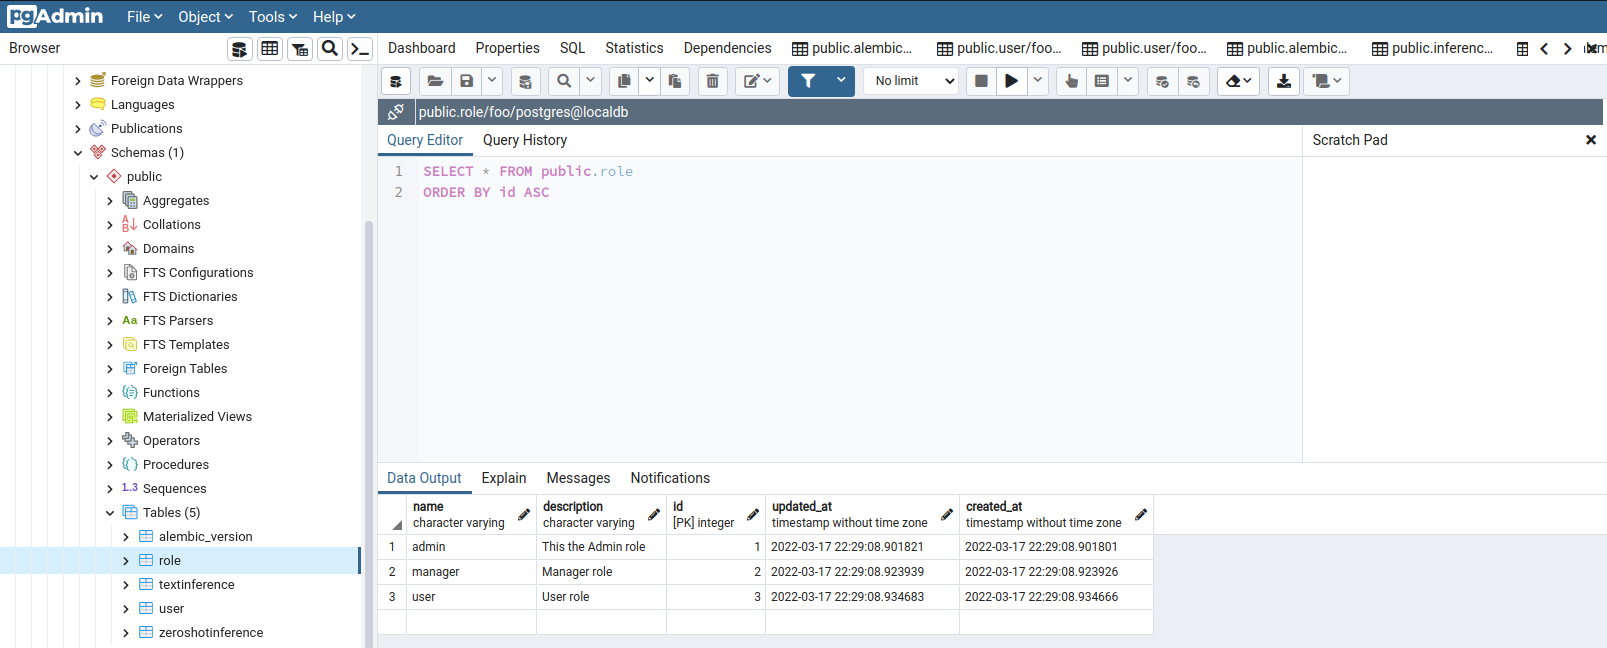 pgAdmin File Object Tools Help
Browser
Dashboard Properties SQL Statistics Dependencies public.alembic... public.user/foo... public.user/foo... public.alembic... public.inferenc...
No limit
public.role/foo/postgres@localdb
Query Editor Query History
Scratch Pad
1 SELECT * FROM public.role
2 ORDER BY id ASC
Foreign Data Wrappers
Languages
Publications
Schemas (1)
public
Aggregates
Collations
Domains
FTS Configurations
FTS Dictionaries
Aa FTS Parsers
FTS Templates
Foreign Tables
Functions
Materialized Views
Operators
Procedures
1..3 Sequences
Tables (5)
alembic_version
role
textinference
user
zeroshotinference
Data Output Explain Messages Notifications
name description id updated_at created_at
character varying character varying [PK] integer timestamp without time zone timestamp without time zone
1 admin This the Admin role 1 2022-03-17 22:29:08.901821 2022-03-17 22:29:08.901801
2 manager Manager role 2 2022-03-17 22:29:08.923939 2022-03-17 22:29:08.923926
3 user User role 3 2022-03-17 22:29:08.934683 2022-03-17 22:29:08.934666